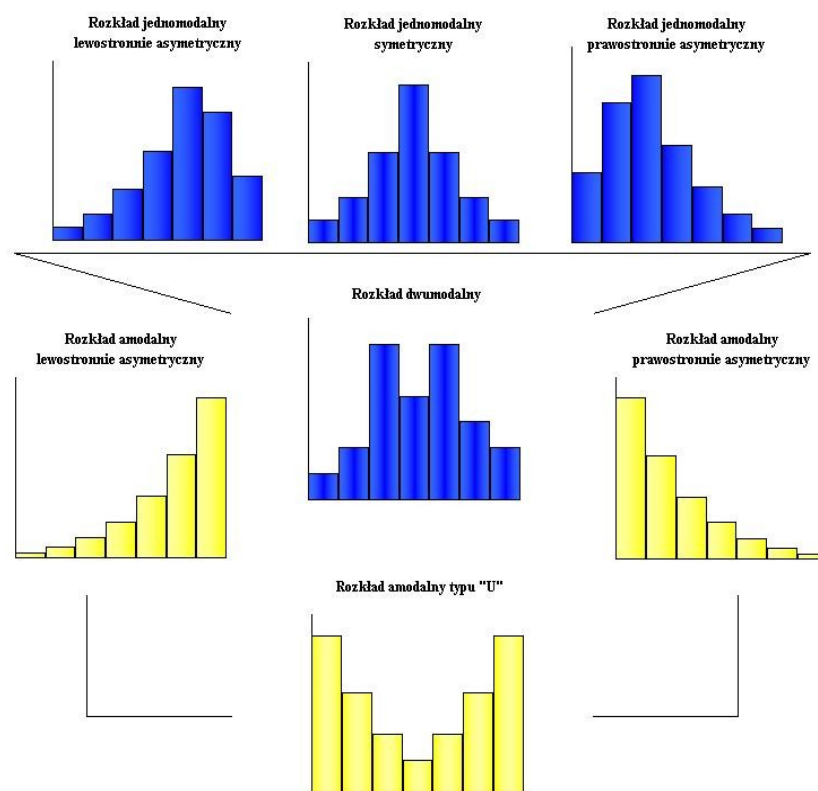 Rozkład jednomodalny
lewostronnie asymetryczny
Rozkład jednomodalny
symetryczny
Rozkład jednomodalny
prawostronnie asymetryczny
Rozkład dwumodalny
Rozkład amodalny
lewostronnie asymetryczny
Rozkład amodalny
prawostronnie asymetryczny
Rozkład amodalny typu "U"